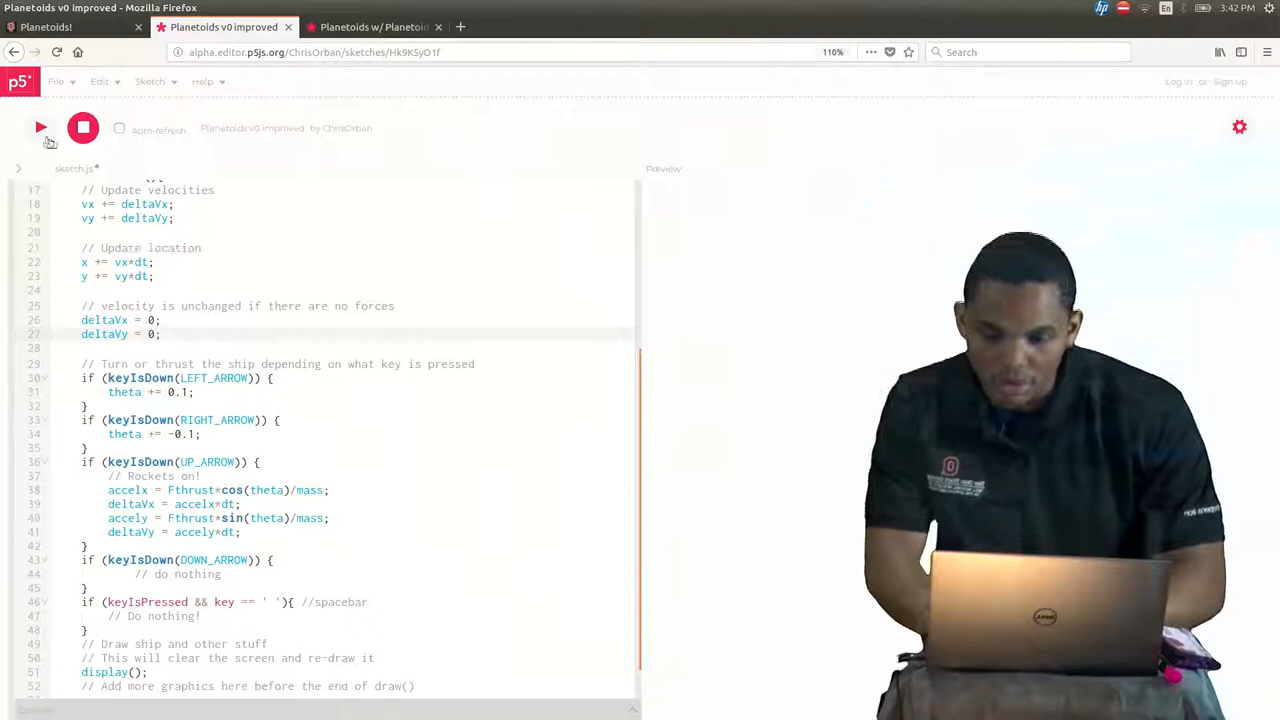 Planetoids v0 improved - Mozilla Firefox
en
3:42 PM
Planetoids!
Planetoids v0 improved
Planetoids w/ Planetoid
alpha.editor.p5js.org/ChrisOrban/sketches/Hk9K5yO1f
110%
Search
p5*
File
Edit
Sketch
Help
Log in or Sign up
Auto-refresh
Planetoids v0 improved by ChrisOrban
sketch.js*
Preview
17 // Update velocities
18 vx += deltaVx;
19 vy += deltaVy;
20
21 // Update location
22 x += vx*dt;
23 y += vy*dt;
24
25 // velocity is unchanged if there are no forces
26 deltaVx = 0;
27 deltaVy = 0;
28
29 // Turn or thrust the ship depending on what key is pressed
30 if (keyIsDown(LEFT_ARROW)) {
31 theta += 0.1;
32 }
33 if (keyIsDown(RIGHT_ARROW)) {
34 theta += -0.1;
35 }
36 if (keyIsDown(UP_ARROW)) {
37 // Rockets on!
38 accelx = Fthrust*cos(theta)/mass;
39 deltaVx = accelx*dt;
40 accely = Fthrust*sin(theta)/mass;
41 deltaVy = accely*dt;
42 }
43 if (keyIsDown(DOWN_ARROW)) {
44 // do nothing
45 }
46 if (keyIsPressed && key == ' '){ //spacebar
47 // Do nothing!
48 }
49 // Draw ship and other stuff
50 // This will clear the screen and re-draw it
51 display();
52 // Add more graphics here before the end of draw()
DELL